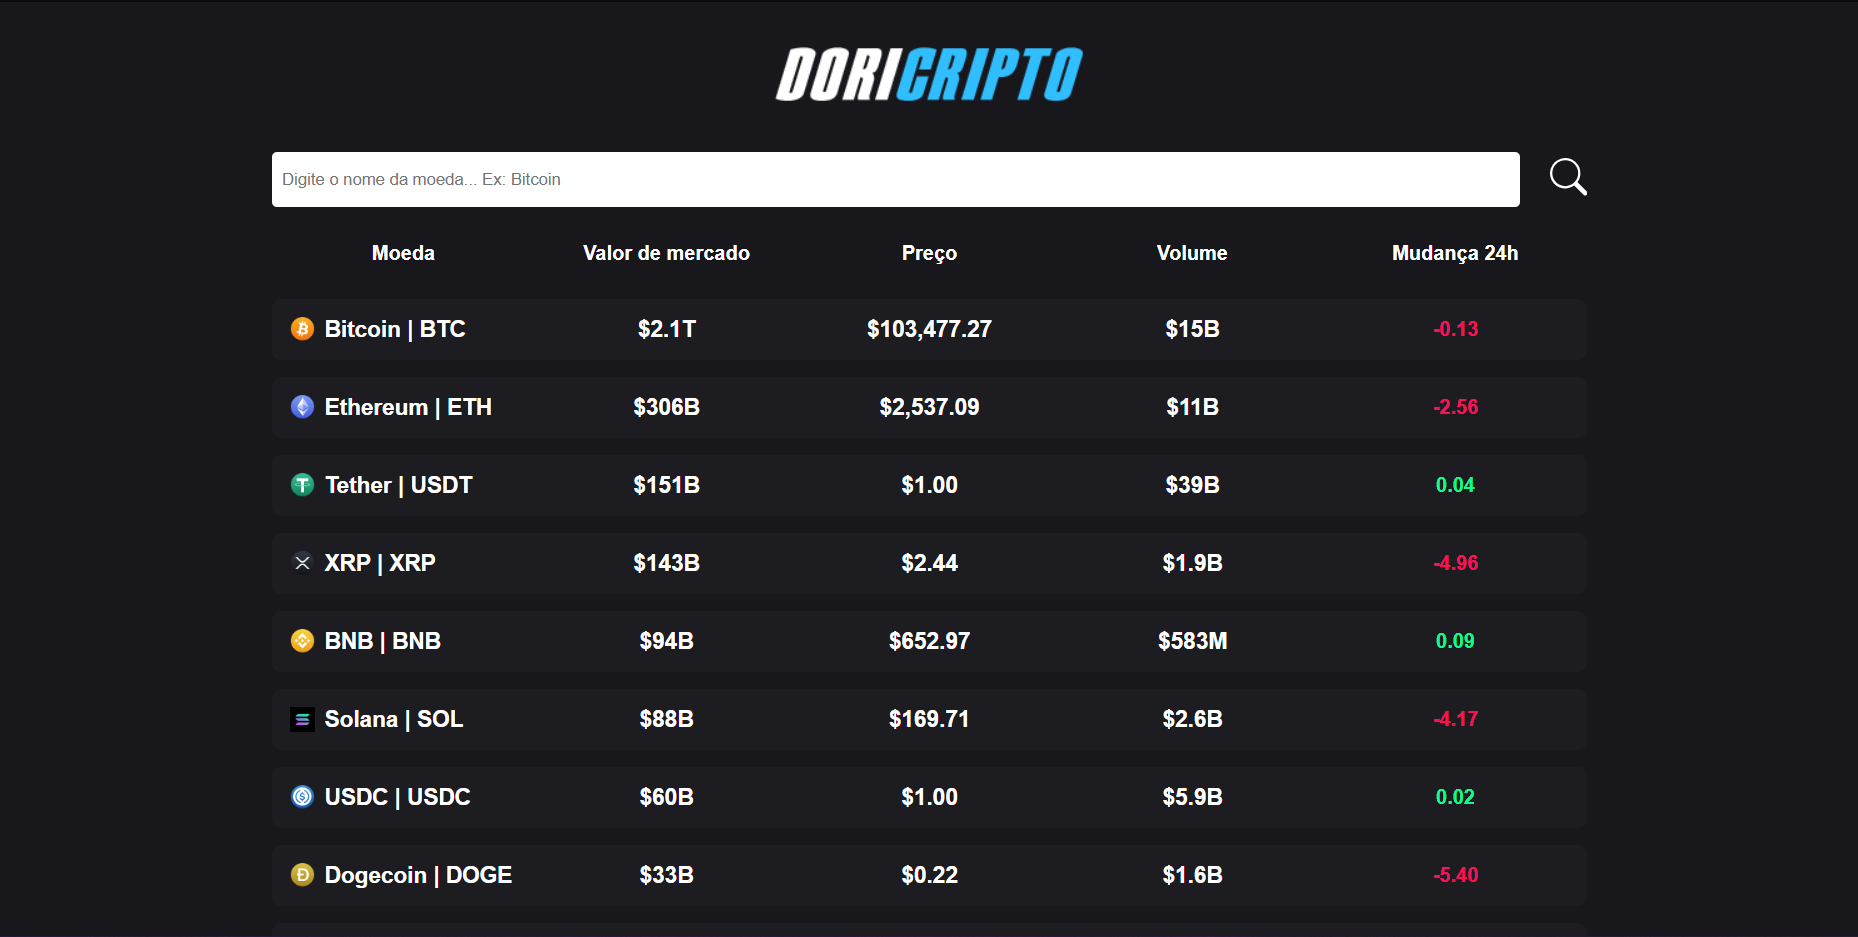 DORICRIPTO
Digite o nome da moeda... Ex: Bitcoin
Moeda Valor de mercado Preço Volume Mudança 24h
Bitcoin | BTC $2.1T $103,477.27 $15B -0.13
Ethereum | ETH $306B $2,537.09 $11B -2.56
Tether | USDT $151B $1.00 $39B 0.04
XRP | XRP $143B $2.44 $1.9B -4.96
BNB | BNB $94B $652.97 $583M 0.09
Solana | SOL $88B $169.71 $2.6B -4.17
USDC | USDC $60B $1.00 $5.9B 0.02
Dogecoin | DOGE $33B $0.22 $1.6B -5.40